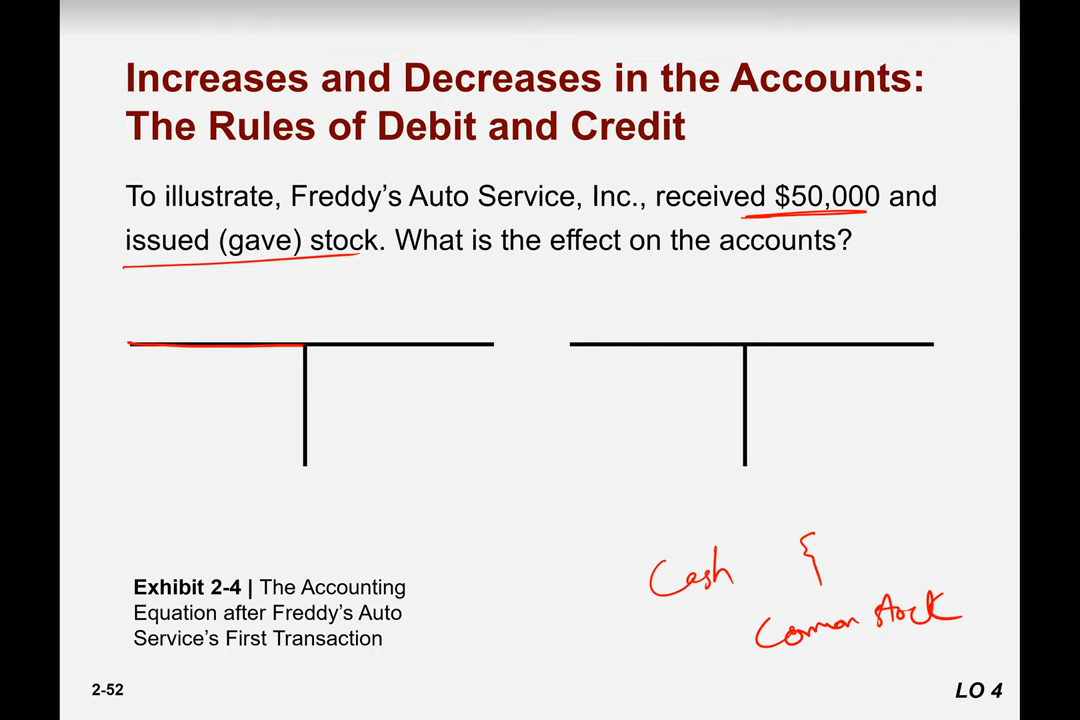 Increases and Decreases in the Accounts:
The Rules of Debit and Credit
To illustrate, Freddy's Auto Service, Inc., received $50,000 and
issued (gave) stock. What is the effect on the accounts?
Cash
Common stock
Exhibit 2-4 | The Accounting
Equation after Freddy's Auto
Service's First Transaction
2-52
LO 4